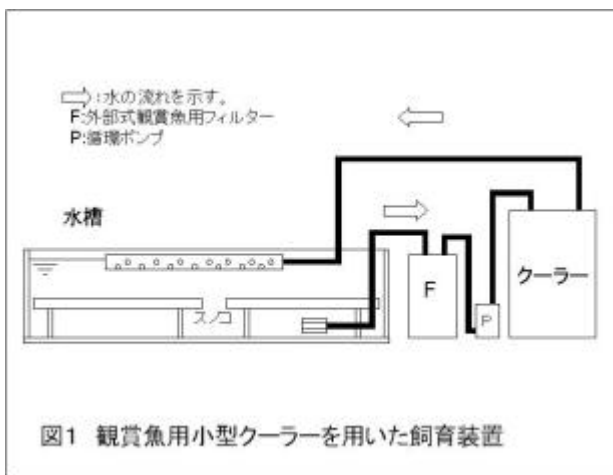 :水の流れを示す。
F:外部式観賞魚用フィルター
P:循環ポンプ
水槽
クーラー
F
P
スノコ
図1 観賞魚用小型クーラーを用いた飼育装置